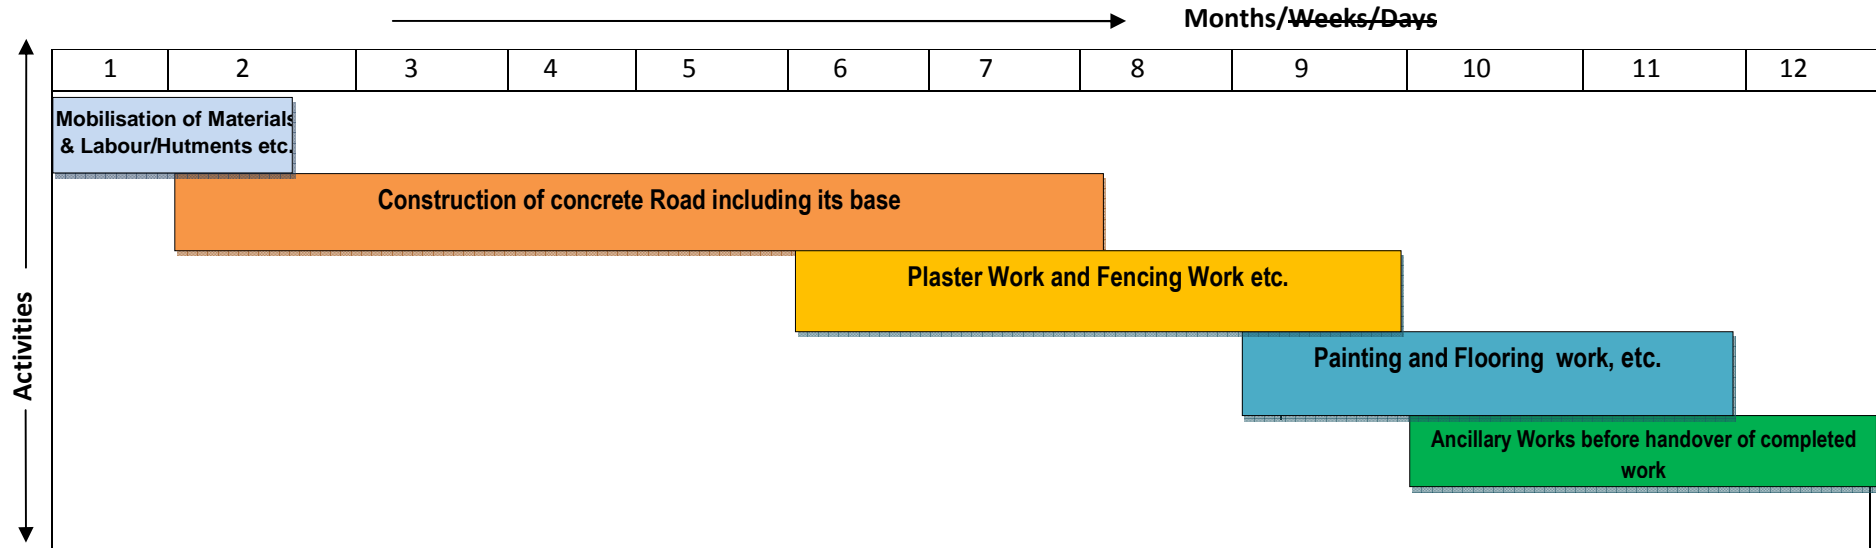 Months/Weeks/Days
1 2 3 4 5 6 7 8 9 10 11 12
Mobilisation of Materials
& Labour/Hutments etc.
Construction of concrete Road including its base
Plaster Work and Fencing Work etc.
Activities
Painting and Flooring work, etc.
Ancillary Works before handover of completed
work